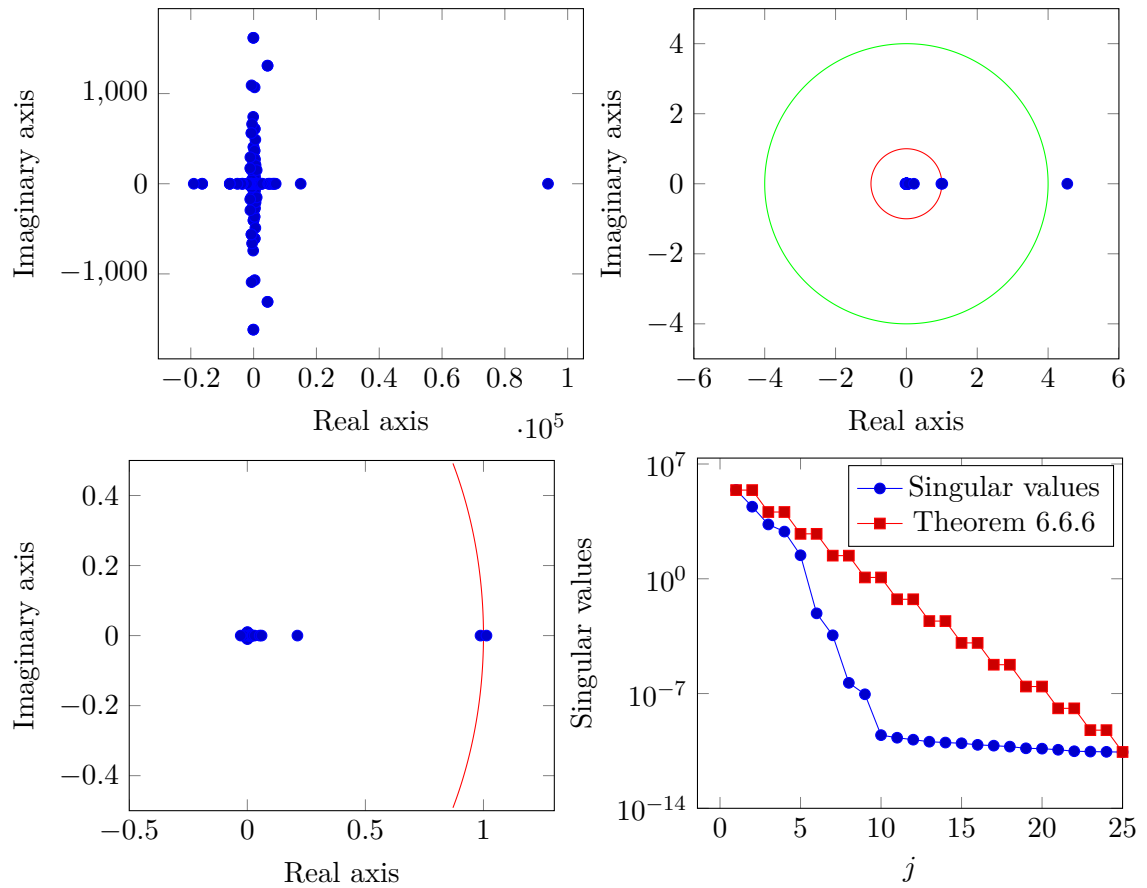 Imaginary axis
1,000
0
−1,000
−0.2 0 0.2 0.4 0.6 0.8 1
·10^5
Real axis
Imaginary axis
4
2
0
−2
−4
−6 −4 −2 0 2 4 6
Real axis
Imaginary axis
0.4
0.2
0
−0.2
−0.4
−0.5 0 0.5 1
Real axis
Singular values
10^7
10^0
10^−7
10^−14
Singular values
Theorem 6.6.6
0 5 10 15 20 25
j